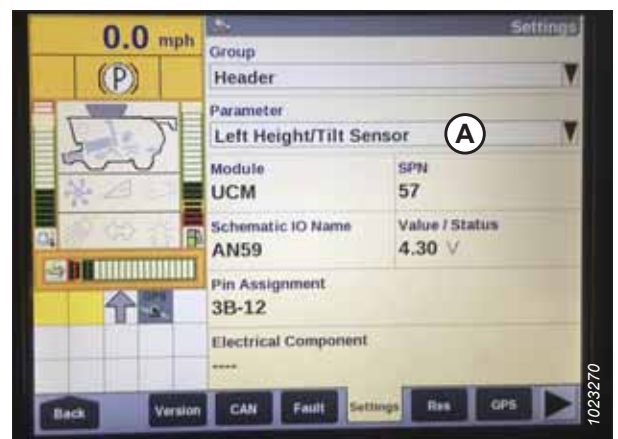 0.0 mph
Settings
(P)
Group
Header
Parameter
Left Height/Tilt Sensor
A
Module
SPN
UCM
57
Schematic IO Name
Value / Status
AN59
4.30 V
Pin Assignment
3B-12
Electrical Component
----
Back
Version
CAN
Fault
Settings
Res
GPS
1023270